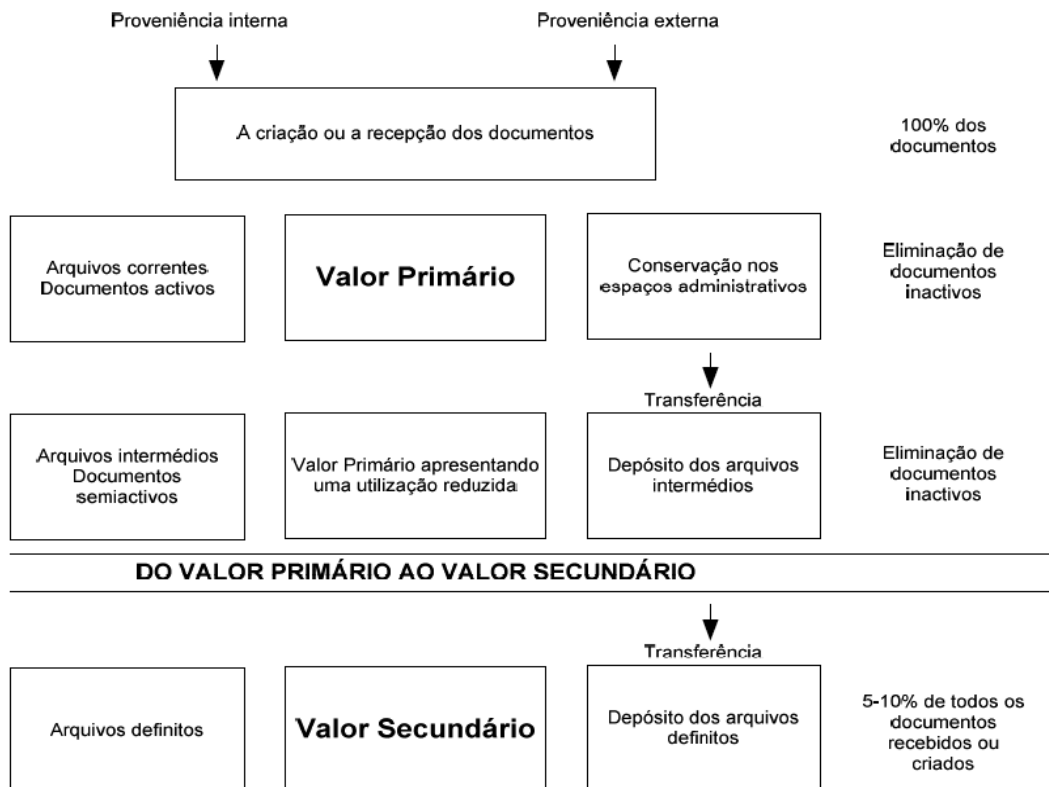 Proveniência interna
Proveniência externa
A criação ou a recepção dos documentos
100% dos
documentos
Arquivos correntes
Documentos activos
Valor Primário
Conservação nos
espaços administrativos
Eliminação de
documentos
inactivos
Transferência
Arquivos intermédios
Documentos
semiactivos
Valor Primário apresentando
uma utilização reduzida
Depósito dos arquivos
intermédios
Eliminação de
documentos
inactivos
DO VALOR PRIMÁRIO AO VALOR SECUNDÁRIO
Transferência
Arquivos definitos
Valor Secundário
Depósito dos arquivos
definitos
5-10% de todos os
documentos
recebidos ou
criados